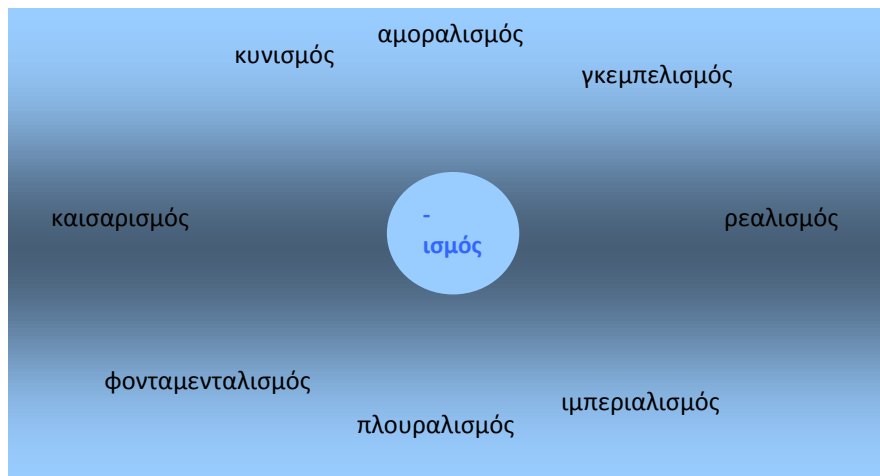 αμοραλισμός
κυνισμός
γκεμπελισμός
καισαρισμός
ρεαλισμός
-
ισμός
φονταμενταλισμός
ιμπεριαλισμός
πλουραλισμός